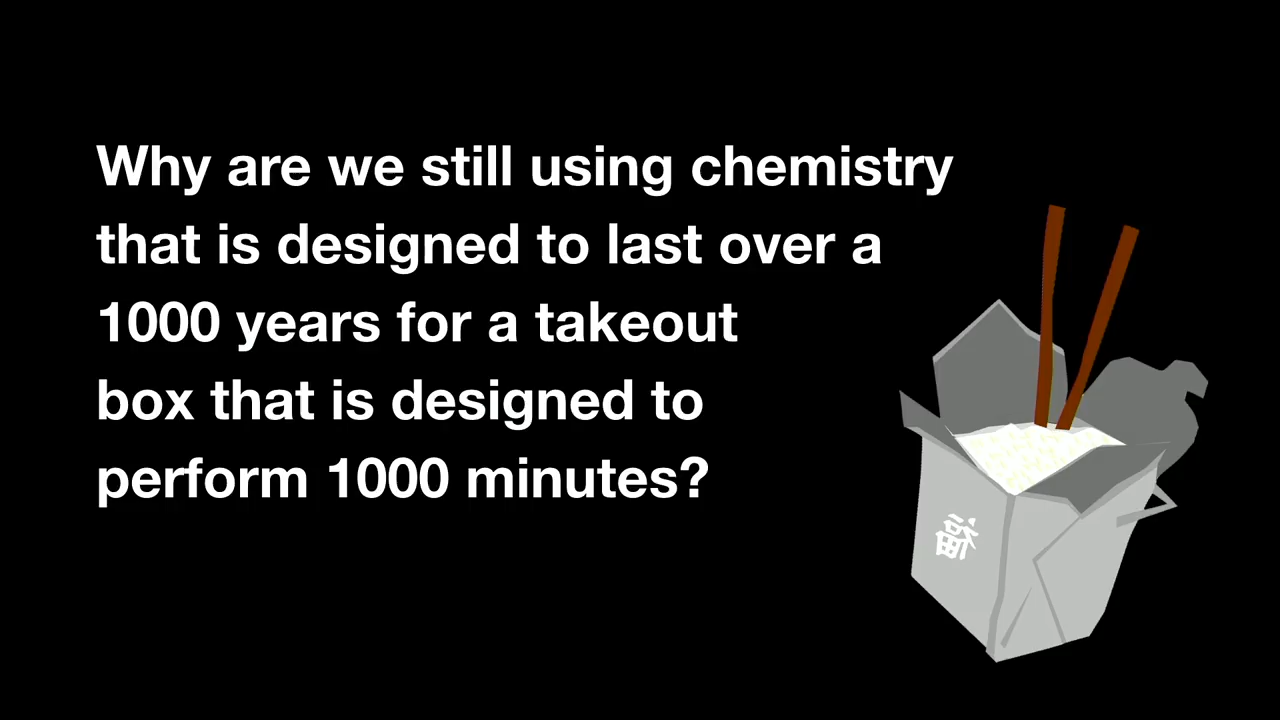 Why are we still using chemistry
that is designed to last over a
1000 years for a takeout
box that is designed to
perform 1000 minutes?
福